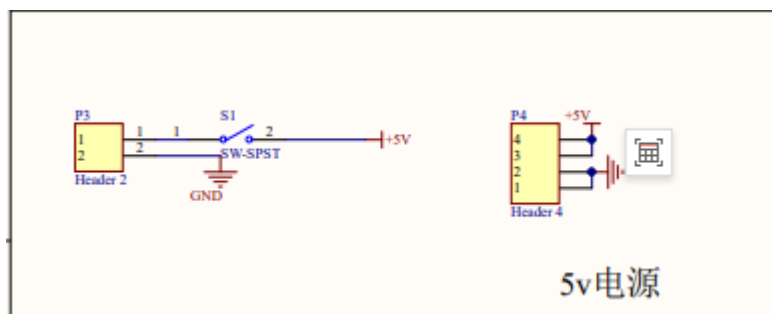 P3
1
2
Header 2
1
2
1
S1
2
SW-SPST
+5V
GND
P4
+5V
4
3
2
1
Header 4
5v电源